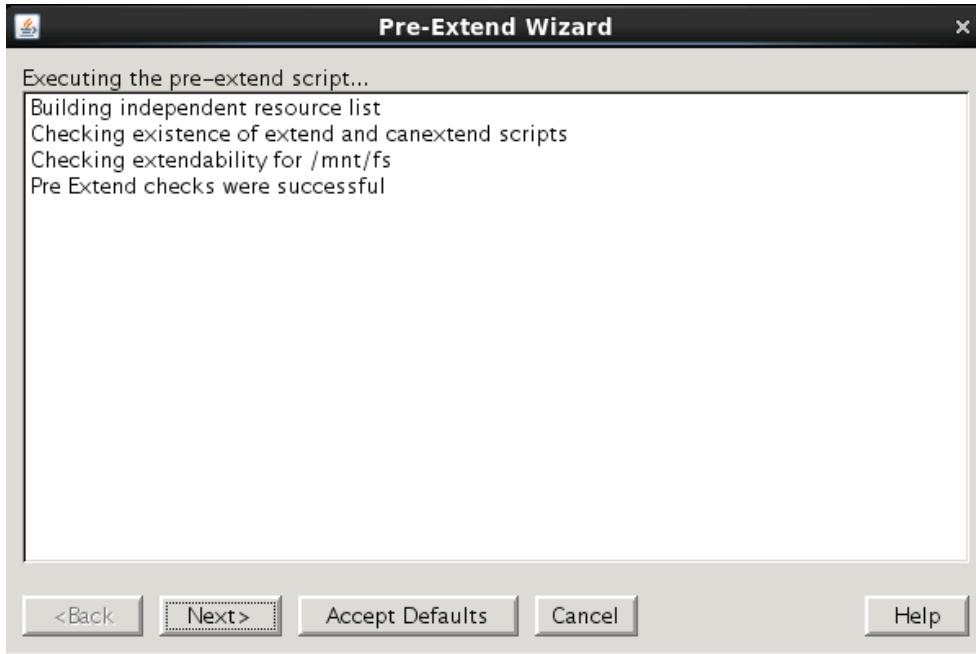 Pre-Extend Wizard
Executing the pre-extend script...
Building independent resource list
Checking existence of extend and canextend scripts
Checking extendability for /mnt/fs
Pre Extend checks were successful
<Back Next> Accept Defaults Cancel Help